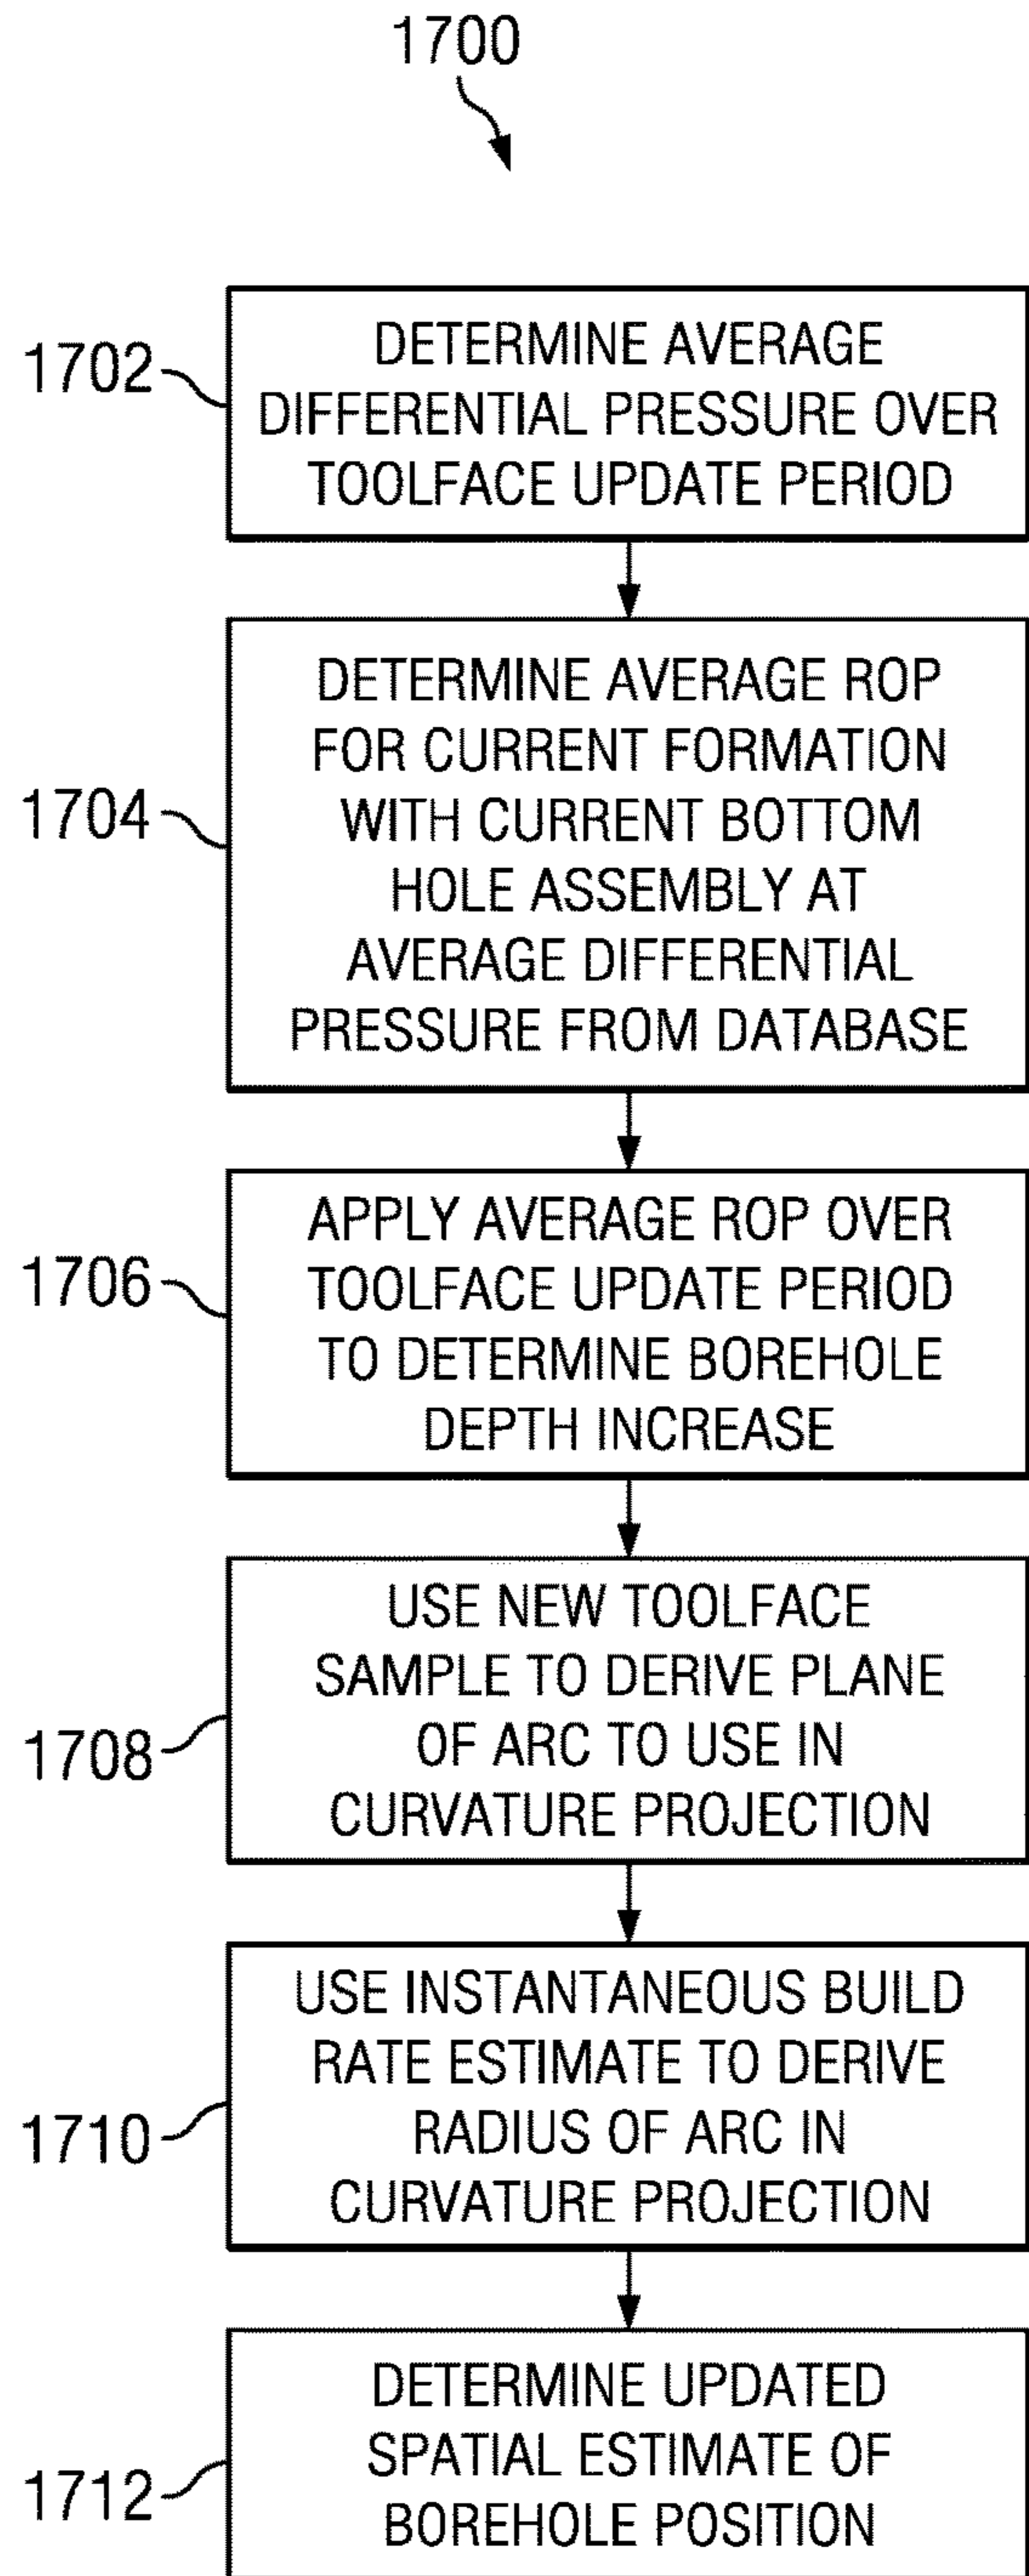 1700
1702
DETERMINE AVERAGE
DIFFERENTIAL PRESSURE OVER
TOOLFACE UPDATE PERIOD
1704
DETERMINE AVERAGE ROP
FOR CURRENT FORMATION
WITH CURRENT BOTTOM
HOLE ASSEMBLY AT
AVERAGE DIFFERENTIAL
PRESSURE FROM DATABASE
1706
APPLY AVERAGE ROP OVER
TOOLFACE UPDATE PERIOD
TO DETERMINE BOREHOLE
DEPTH INCREASE
1708
USE NEW TOOLFACE
SAMPLE TO DERIVE PLANE
OF ARC TO USE IN
CURVATURE PROJECTION
1710
USE INSTANTANEOUS BUILD
RATE ESTIMATE TO DERIVE
RADIUS OF ARC IN
CURVATURE PROJECTION
1712
DETERMINE UPDATED
SPATIAL ESTIMATE OF
BOREHOLE POSITION